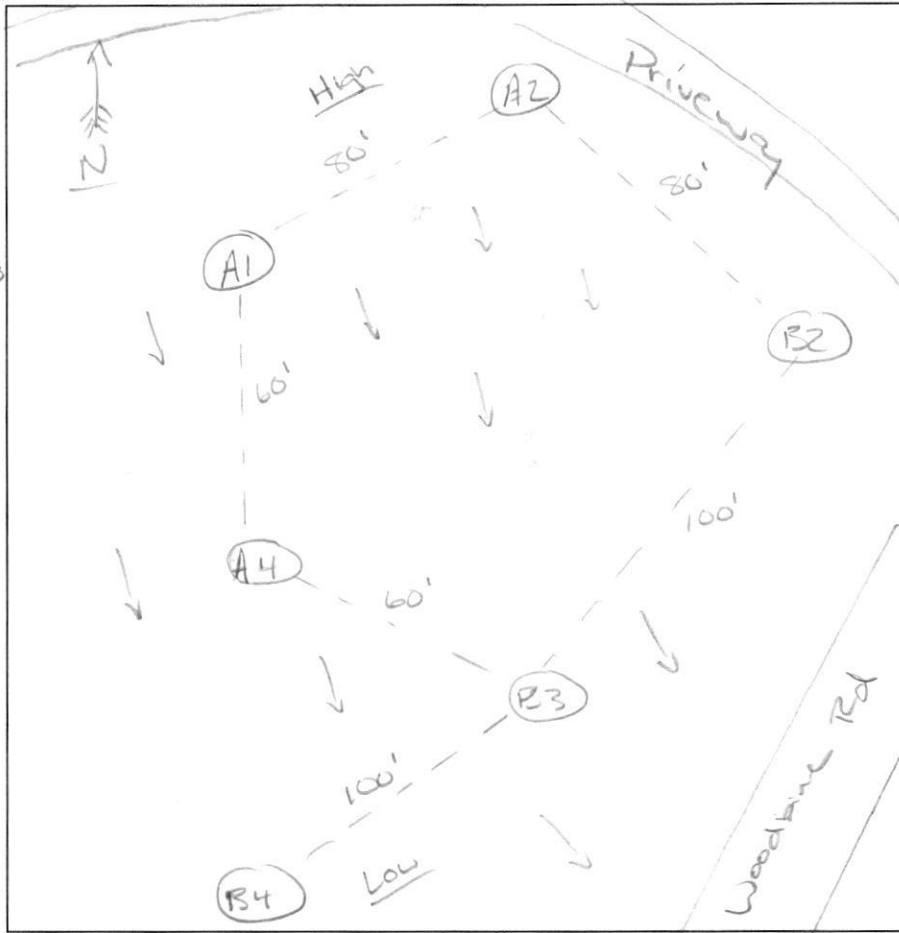 High
A2
Driveway
80'
80'
N
A1
B2
60'
100'
A4
60'
B3
100'
Woodbine Rd
Low
B4